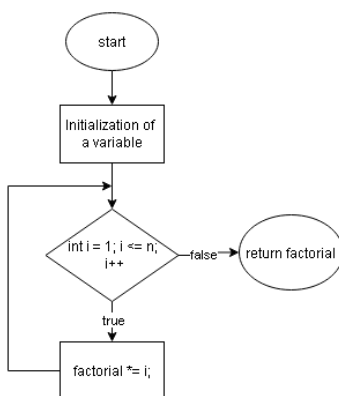 start
Initialization of
a variable
int i = 1; i <= n;
i++
false
return factorial
true
factorial *= i;